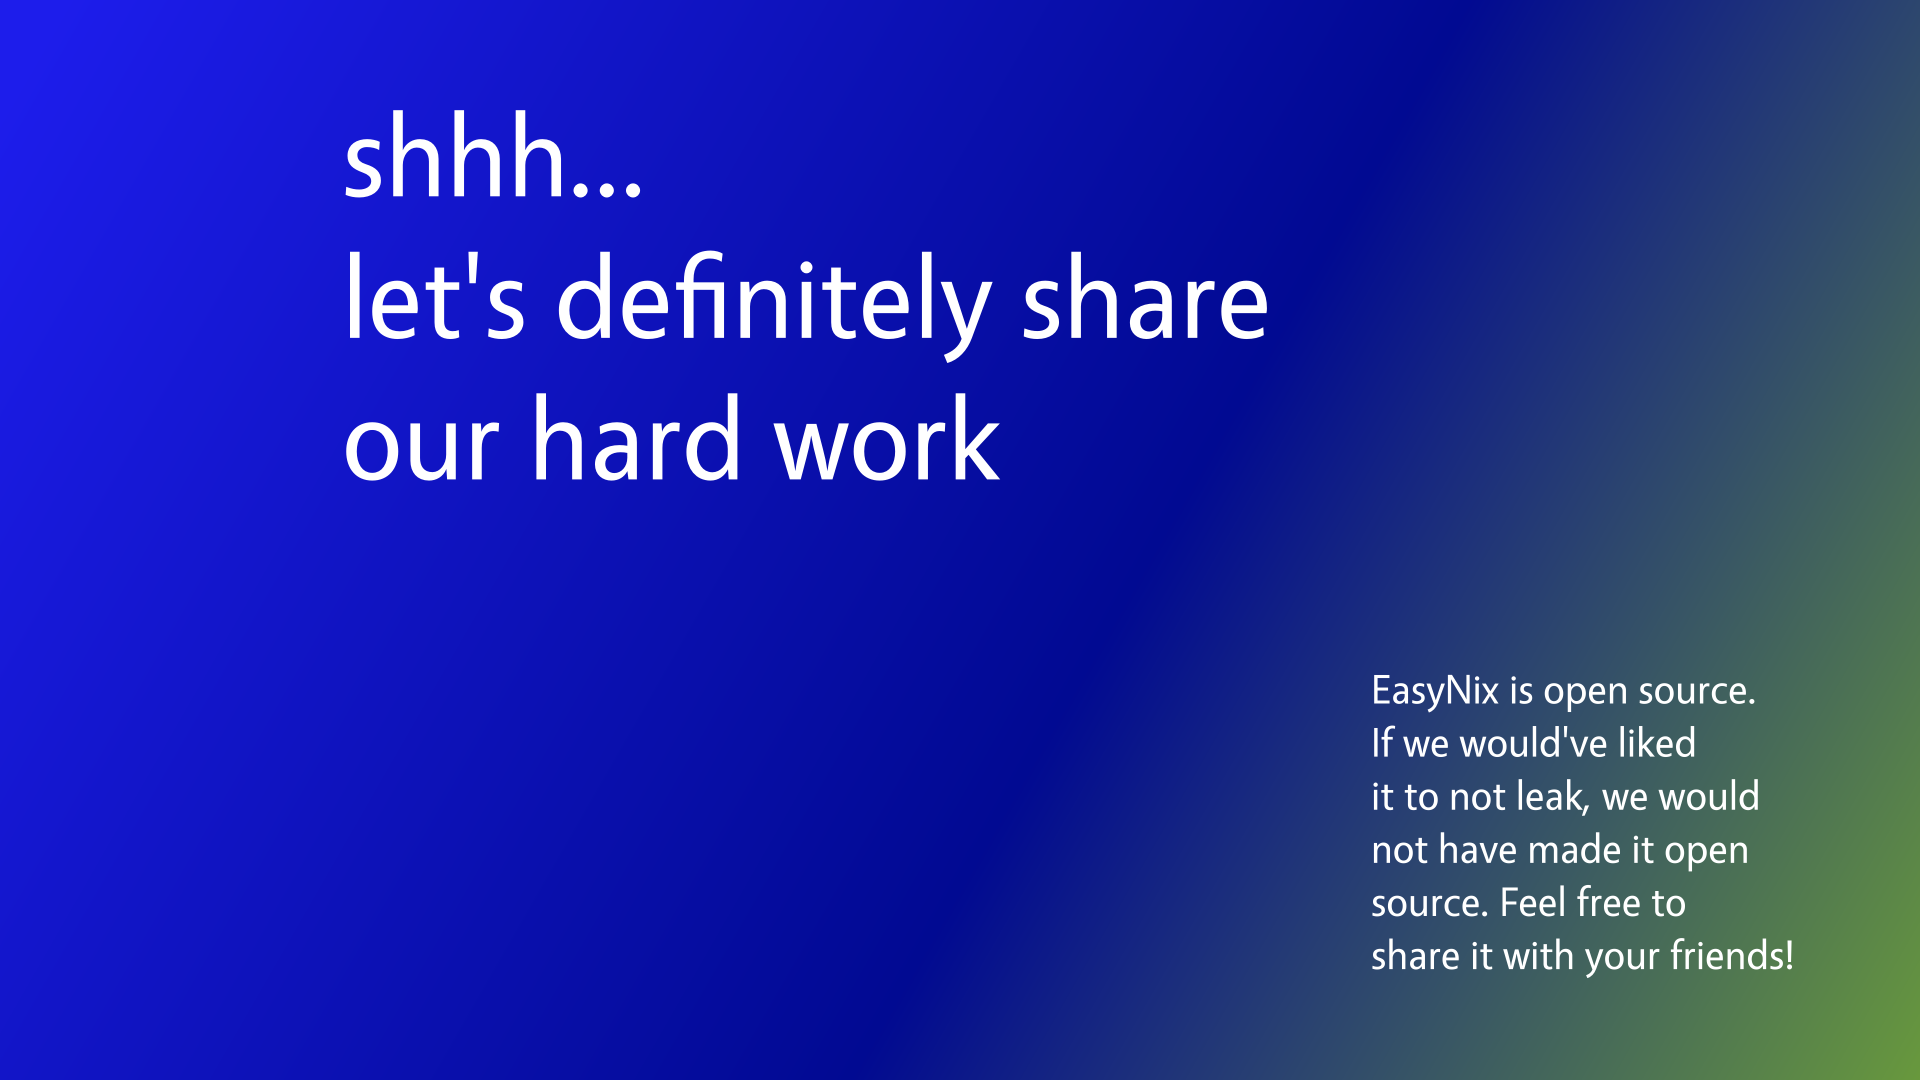 shhh...
let's definitely share
our hard work
EasyNix is open source.
If we would've liked
it to not leak, we would
not have made it open
source. Feel free to
share it with your friends!